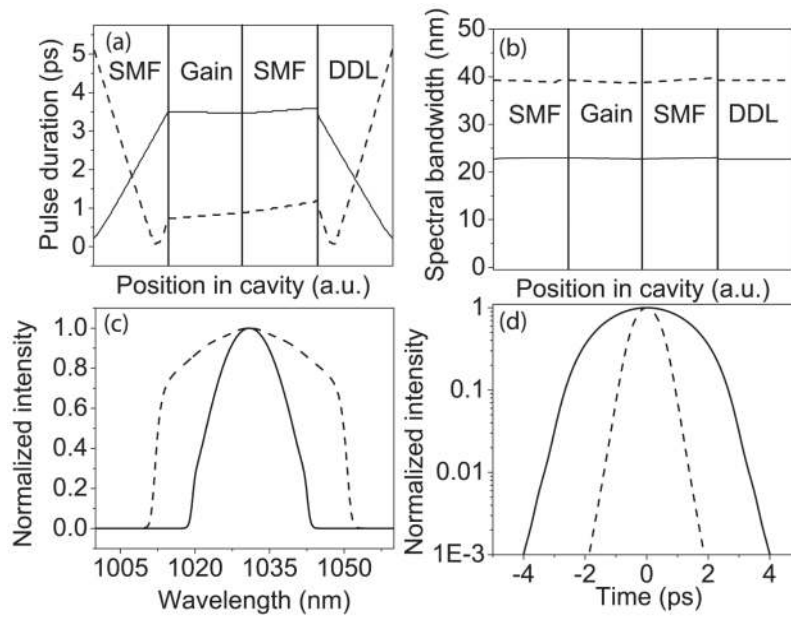 (a)
SMF Gain SMF DDL
Pulse duration (ps)
5
4
3
2
1
0
Position in cavity (a.u.)
(b)
SMF Gain SMF DDL
Spectral bandwidth (nm)
50
40
30
20
10
0
Position in cavity (a.u.)
(c)
Normalized intensity
1.0
0.8
0.6
0.4
0.2
0.0
1005 1020 1035 1050
Wavelength (nm)
(d)
Normalized intensity
1
0.1
0.01
1E-3
-4 -2 0 2 4
Time (ps)